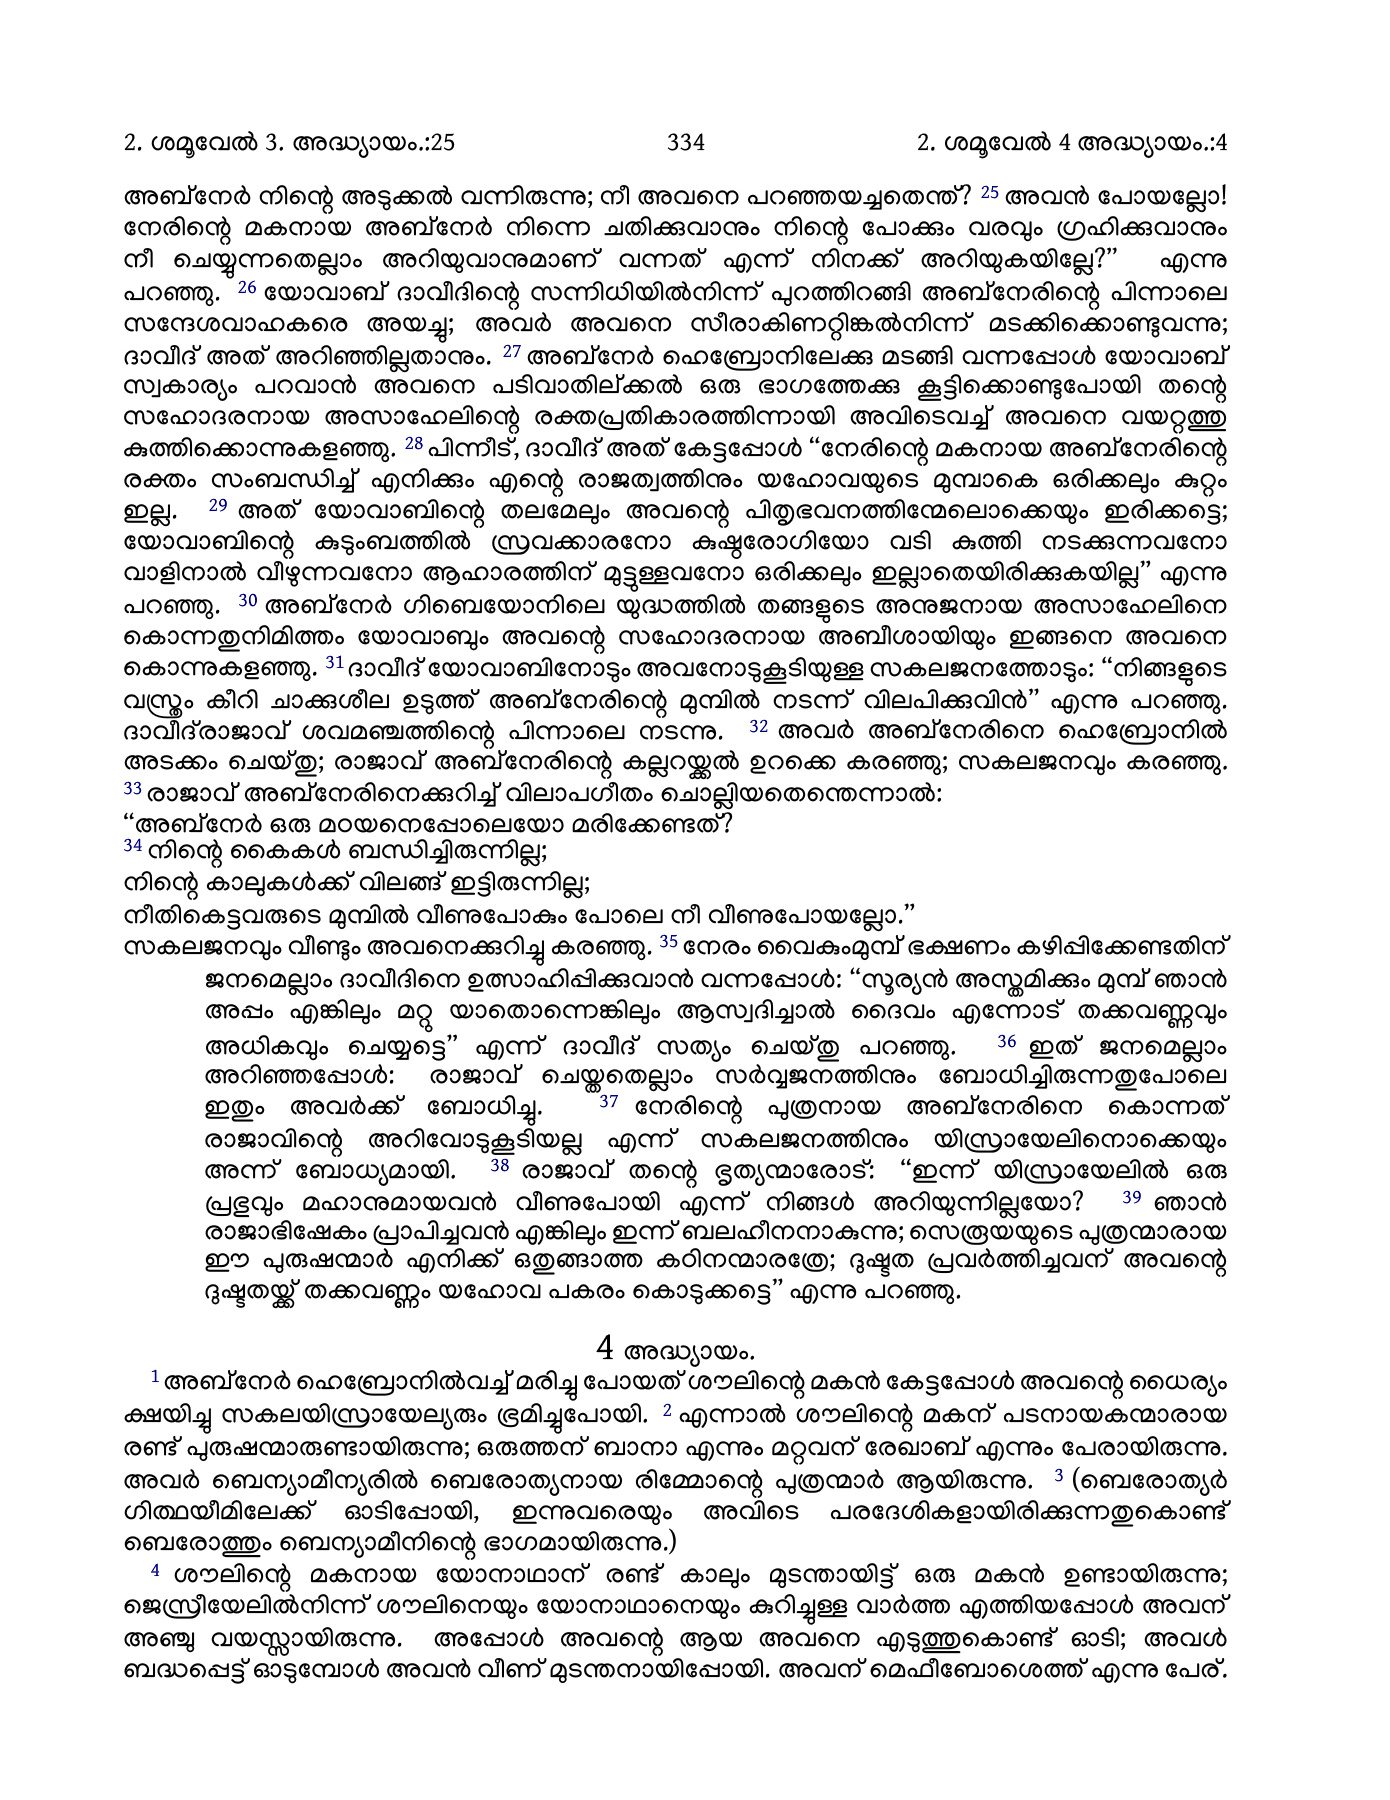 2. ശമൂവേൽ 3. അദ്ധ്യായം.:25 334 2. ശമൂവേൽ 4 അദ്ധ്യായം.:4
അബ്നേർ നിന്റെ അടുക്കൽ വന്നിരുന്നു; നീ അവനെ പറഞ്ഞയച്ചതെന്ത്? 25 അവൻ പോയല്ലോ!
നേരിന്റെ മകനായ അബ്നേർ നിന്നെ ചതിക്കുവാനും നിന്റെ പോക്കും വരവും ഗ്രഹിക്കുവാനും
നീ ചെയ്യുന്നതെല്ലാം അറിയുവാനുമാണ് വന്നത് എന്ന് നിനക്ക് അറിയുകയില്ലേ?” എന്നു
പറഞ്ഞു. 26 യോവാബ് ദാവീദിന്റെ സന്നിധിയിൽനിന്ന് പുറത്തിറങ്ങി അബ്നേരിന്റെ പിന്നാലെ
സന്ദേശവാഹകരെ അയച്ചു; അവർ അവനെ സീരാകിണറ്റിങ്കൽനിന്ന് മടക്കിക്കൊണ്ടുവന്നു;
ദാവീദ് അത് അറിഞ്ഞില്ലതാനും. 27 അബ്നേർ ഹെബ്രോനിലേക്കു മടങ്ങി വന്നപ്പോൾ യോവാബ്
സ്വകാര്യം പറവാൻ അവനെ പടിവാതില്ക്കൽ ഒരു ഭാഗത്തേക്കു കൂട്ടിക്കൊണ്ടുപോയി തന്റെ
സഹോദരനായ അസാഹേലിന്റെ രക്തപ്രതികാരത്തിന്നായി അവിടെവച്ച് അവനെ വയറ്റത്തു
കുത്തിക്കൊന്നുകളഞ്ഞു. 28 പിന്നീട്, ദാവീദ് അത് കേട്ടപ്പോൾ “നേരിന്റെ മകനായ അബ്നേരിന്റെ
രക്തം സംബന്ധിച്ച് എനിക്കും എന്റെ രാജത്വത്തിനും യഹോവയുടെ മുമ്പാകെ ഒരിക്കലും കുറ്റം
ഇല്ല. 29 അത് യോവാബിന്റെ തലമേലും അവന്റെ പിതൃഭവനത്തിന്മേലൊക്കെയും ഇരിക്കട്ടെ;
യോവാബിന്റെ കുടുംബത്തിൽ സ്രവക്കാരനോ കുഷ്ഠരോഗിയോ വടി കുത്തി നടക്കുന്നവനോ
വാളിനാൽ വീഴുന്നവനോ ആഹാരത്തിന് മുട്ടുള്ളവനോ ഒരിക്കലും ഇല്ലാതെയിരിക്കുകയില്ല” എന്നു
പറഞ്ഞു. 30 അബ്നേർ ഗിബെയോനിലെ യുദ്ധത്തിൽ തങ്ങളുടെ അനുജനായ അസാഹേലിനെ
കൊന്നതുനിമിത്തം യോവാബും അവന്റെ സഹോദരനായ അബീശായിയും ഇങ്ങനെ അവനെ
കൊന്നുകളഞ്ഞു. 31 ദാവീദ് യോവാബിനോടും അവനോടുകൂടിയുള്ള സകലജനത്തോടും: “നിങ്ങളുടെ
വസ്ത്രം കീറി ചാക്കുശീല ഉടുത്ത് അബ്നേരിന്റെ മുമ്പിൽ നടന്ന് വിലപിക്കുവിൻ” എന്നു പറഞ്ഞു.
ദാവീദ്‌രാജാവ് ശവമഞ്ചത്തിന്റെ പിന്നാലെ നടന്നു. 32 അവർ അബ്നേരിനെ ഹെബ്രോനിൽ
അടക്കം ചെയ്തു; രാജാവ് അബ്നേരിന്റെ കല്ലറയ്ക്കൽ ഉറക്കെ കരഞ്ഞു; സകലജനവും കരഞ്ഞു.
33 രാജാവ് അബ്നേരിനെക്കുറിച്ച് വിലാപഗീതം ചൊല്ലിയതെന്തെന്നാൽ:
“അബ്നേർ ഒരു മഠയനെപ്പോലെയോ മരിക്കേണ്ടത്?
34 നിന്റെ കൈകൾ ബന്ധിച്ചിരുന്നില്ല;
നിന്റെ കാലുകൾക്ക് വിലങ്ങ് ഇട്ടിരുന്നില്ല;
നീതികെട്ടവരുടെ മുമ്പിൽ വീണുപോകും പോലെ നീ വീണുപോയല്ലോ.”
സകലജനവും വീണ്ടും അവനെക്കുറിച്ചു കരഞ്ഞു. 35 നേരം വൈകുംമുമ്പ് ഭക്ഷണം കഴിപ്പിക്കേണ്ടതിന്
ജനമെല്ലാം ദാവീദിനെ ഉത്സാഹിപ്പിക്കുവാൻ വന്നപ്പോൾ: “സൂര്യൻ അസ്തമിക്കും മുമ്പ് ഞാൻ
അപ്പം എങ്കിലും മറ്റു യാതൊന്നെങ്കിലും ആസ്വദിച്ചാൽ ദൈവം എന്നോട് തക്കവണ്ണവും
അധികവും ചെയ്യട്ടെ” എന്ന് ദാവീദ് സത്യം ചെയ്തു പറഞ്ഞു. 36 ഇത് ജനമെല്ലാം
അറിഞ്ഞപ്പോൾ: രാജാവ് ചെയ്തതെല്ലാം സർവ്വജനത്തിനും ബോധിച്ചിരുന്നതുപോലെ
ഇതും അവർക്ക് ബോധിച്ചു. 37 നേരിന്റെ പുത്രനായ അബ്നേരിനെ കൊന്നത്
രാജാവിന്റെ അറിവോടുകൂടിയല്ല എന്ന് സകലജനത്തിനും യിസ്രായേലിനൊക്കെയും
അന്ന് ബോധ്യമായി. 38 രാജാവ് തന്റെ ഭൃത്യന്മാരോട്: “ഇന്ന് യിസ്രായേലിൽ ഒരു
പ്രഭുവും മഹാനുമായവൻ വീണുപോയി എന്ന് നിങ്ങൾ അറിയുന്നില്ലയോ? 39 ഞാൻ
രാജാഭിഷേകം പ്രാപിച്ചവൻ എങ്കിലും ഇന്ന് ബലഹീനനാകുന്നു; സെരൂയയുടെ പുത്രന്മാരായ
ഈ പുരുഷന്മാർ എനിക്ക് ഒതുങ്ങാത്ത കഠിനന്മാരത്രേ; ദുഷ്ടത പ്രവർത്തിച്ചവന് അവന്റെ
ദുഷ്ടതയ്ക്ക് തക്കവണ്ണം യഹോവ പകരം കൊടുക്കട്ടെ” എന്നു പറഞ്ഞു.
4 അദ്ധ്യായം.
1 അബ്നേർ ഹെബ്രോനിൽവച്ച് മരിച്ചു പോയത് ശൗലിന്റെ മകൻ കേട്ടപ്പോൾ അവന്റെ ധൈര്യം
ക്ഷയിച്ചു സകലയിസ്രായേല്യരും ഭ്രമിച്ചുപോയി. 2 എന്നാൽ ശൗലിന്റെ മകന് പടനായകന്മാരായ
രണ്ട് പുരുഷന്മാരുണ്ടായിരുന്നു; ഒരുത്തന് ബാനാ എന്നും മറ്റവന് രേഖാബ് എന്നും പേരായിരുന്നു.
അവർ ബെന്യാമീന്യരിൽ ബെരോത്യനായ രിമ്മോന്റെ പുത്രന്മാർ ആയിരുന്നു. 3 (ബെരോത്യർ
ഗിത്ഥയീമിലേക്ക് ഓടിപ്പോയി, ഇന്നുവരെയും അവിടെ പരദേശികളായിരിക്കുന്നതുകൊണ്ട്
ബെരോത്തും ബെന്യാമീനിന്റെ ഭാഗമായിരുന്നു.)
4 ശൗലിന്റെ മകനായ യോനാഥാന് രണ്ട് കാലും മുടന്തായിട്ട് ഒരു മകൻ ഉണ്ടായിരുന്നു;
ജെസ്രീയേലിൽനിന്ന് ശൗലിനെയും യോനാഥാനെയും കുറിച്ചുള്ള വാർത്ത എത്തിയപ്പോൾ അവന്
അഞ്ചു വയസ്സായിരുന്നു. അപ്പോൾ അവന്റെ ആയ അവനെ എടുത്തുകൊണ്ട് ഓടി; അവൾ
ബദ്ധപ്പെട്ട് ഓടുമ്പോൾ അവൻ വീണ് മുടന്തനായിപ്പോയി. അവന് മെഫീബോശെത്ത് എന്നു പേര്.